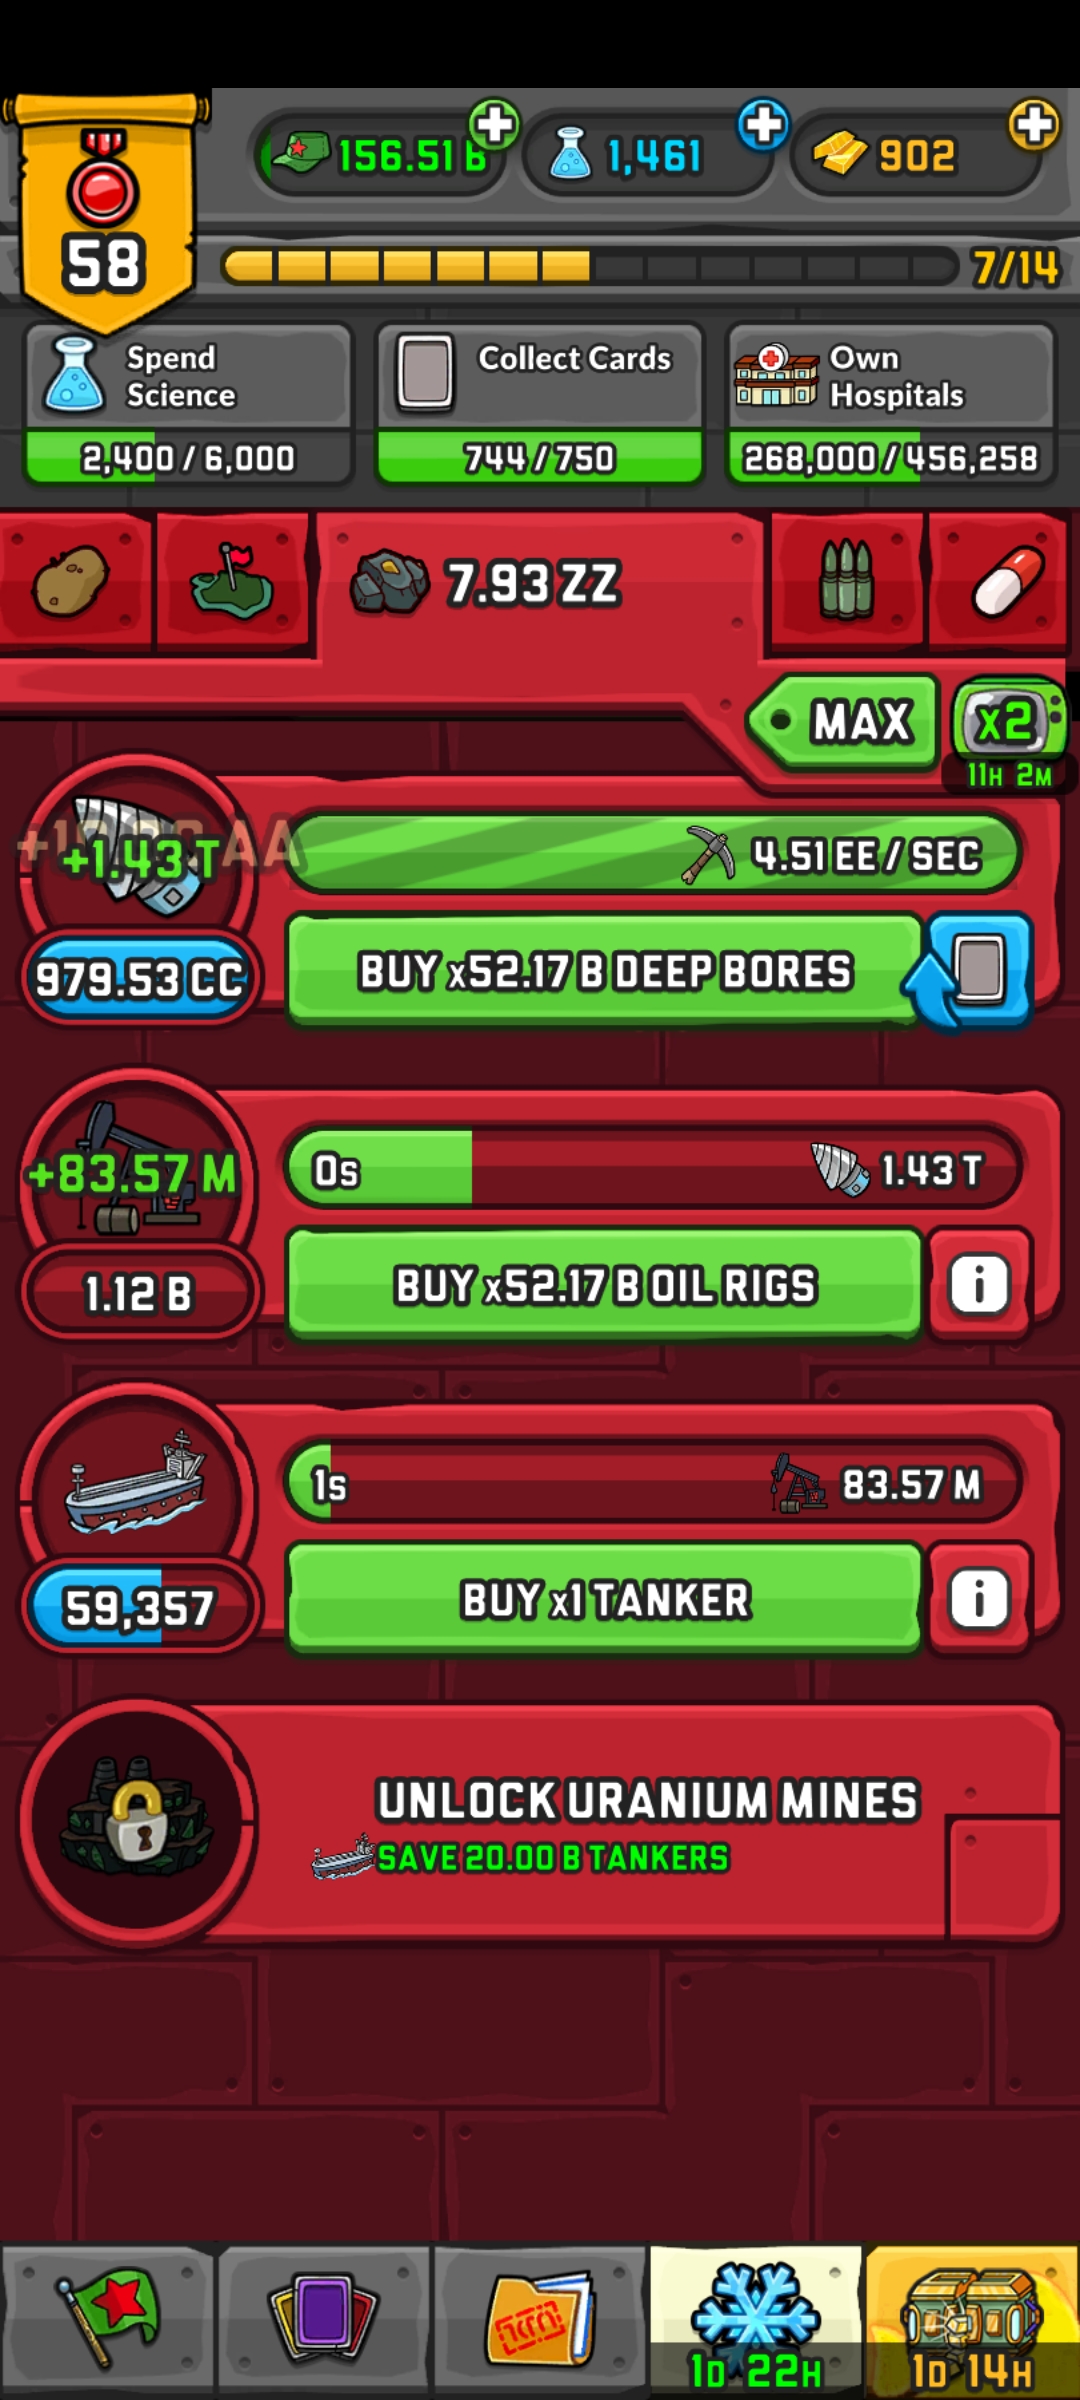 156.51 B
1,461
902
58
7/14
Spend
Science
2,400 / 6,000
Collect Cards
744 / 750
Own
Hospitals
268,000 / 456,258
7.93 ZZ
MAX
x2
11H 2M
+1.43 T
4.51 EE / SEC
979.53 CC
BUY x52.17 B DEEP BORES
+83.57 M
0s
1.43 T
1.12 B
BUY x52.17 B OIL RIGS
i
1s
83.57 M
59,357
BUY x1 TANKER
i
UNLOCK URANIUM MINES
SAVE 20.00 B TANKERS
1D 22H
1D 14H